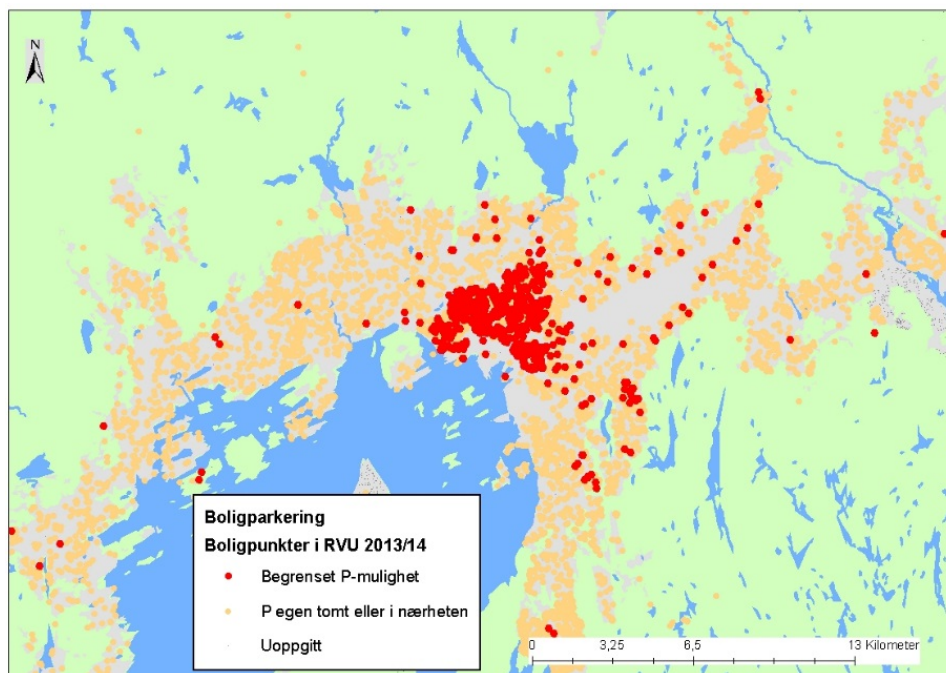 N
Boligparkering
Boligpunkter i RVU 2013/14
Begrenset P-mulighet
P egen tomt eller i nærheten
Uoppgitt
0 3,25 6,5 13 Kilometer